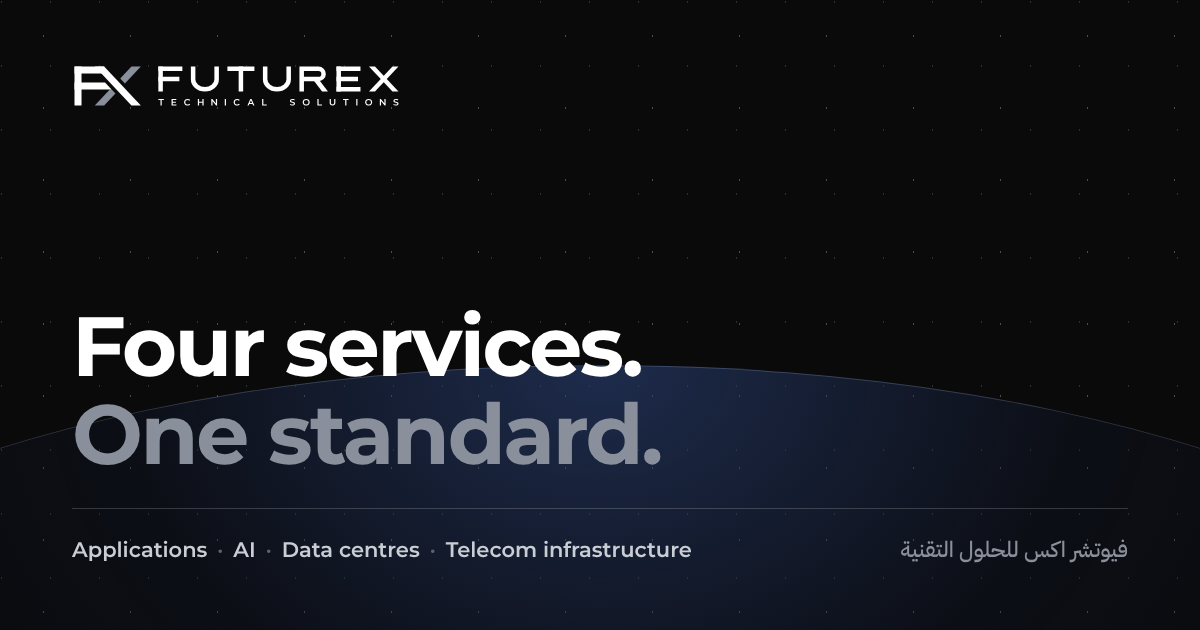 FX FUTUREX
TECHNICAL SOLUTIONS
Four services.
One standard.
Applications · AI · Data centres · Telecom infrastructure
فيوتشر اكس للحلول التقنية